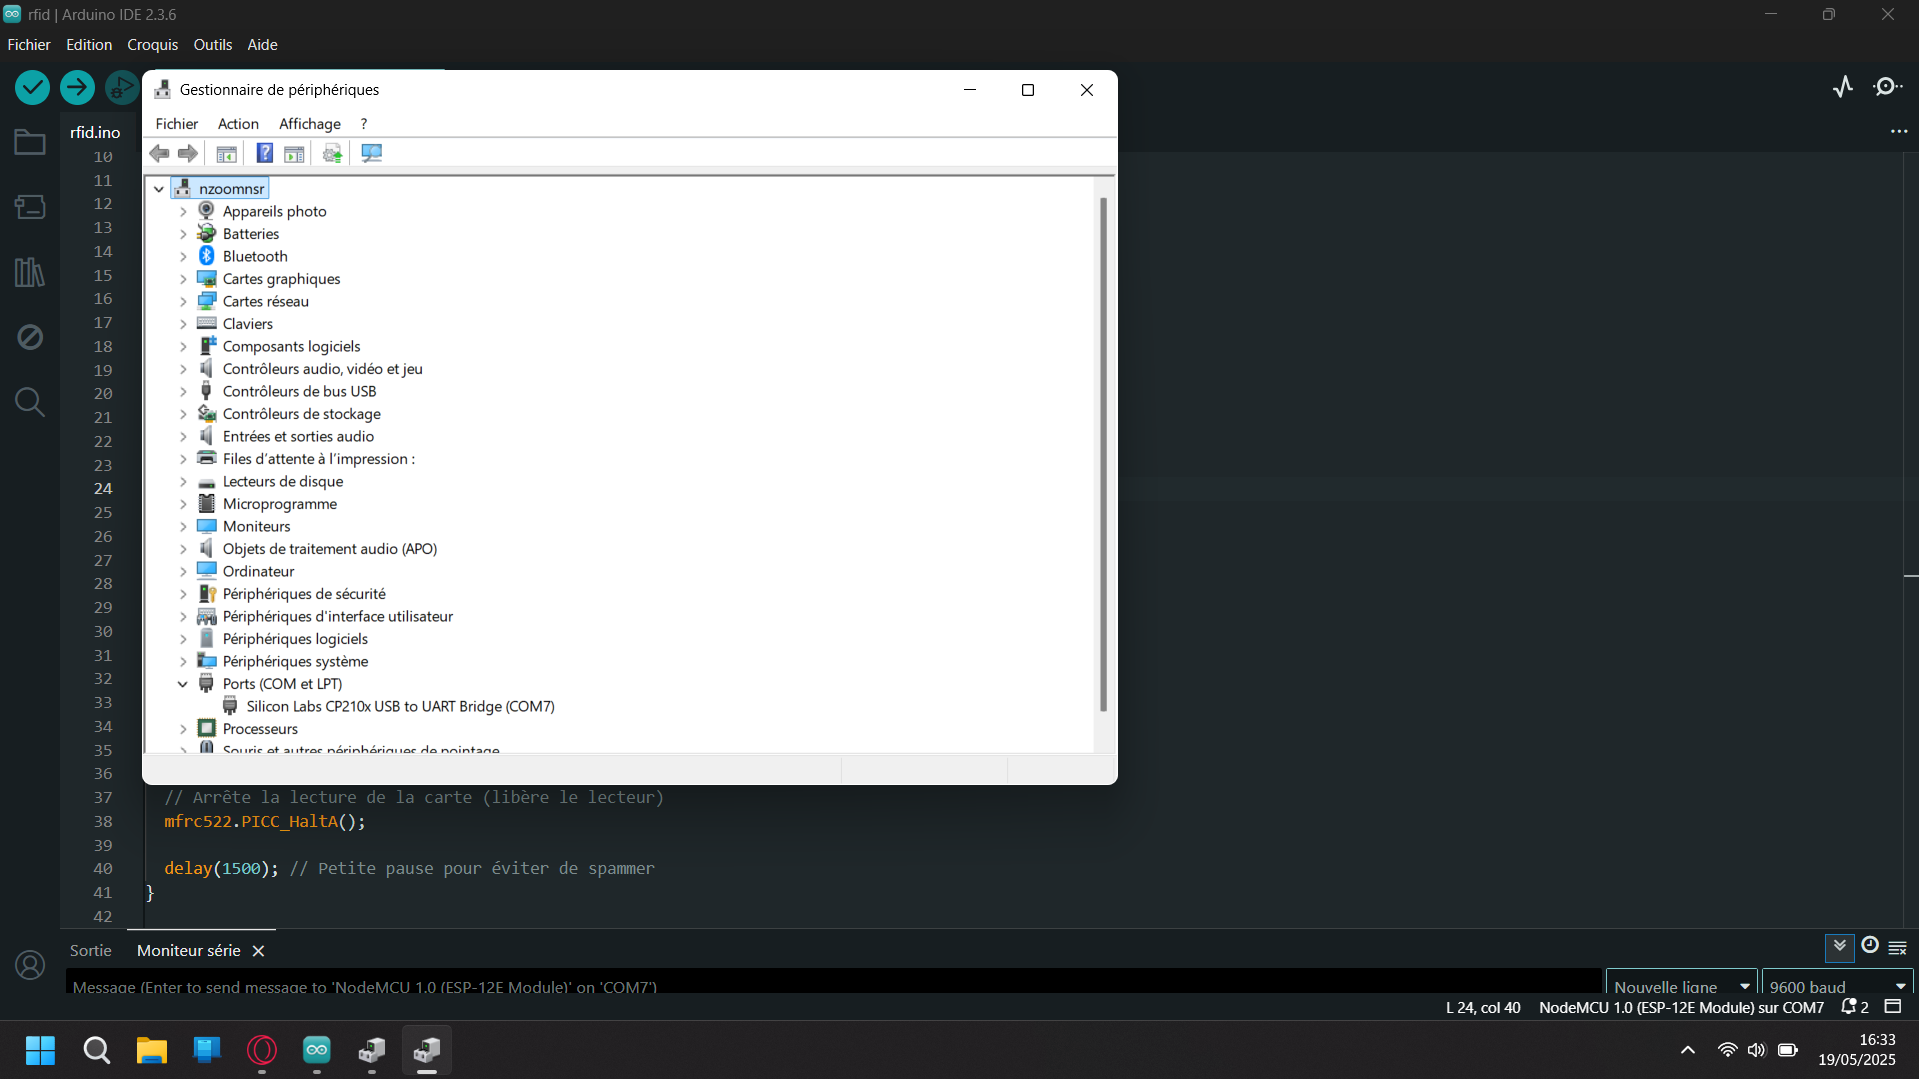 rfid | Arduino IDE 2.3.6
Fichier Edition Croquis Outils Aide
Gestionnaire de périphériques
Fichier Action Affichage ?
rfid.ino
nzoomnsr
Appareils photo
Batteries
Bluetooth
Cartes graphiques
Cartes réseau
Claviers
Composants logiciels
Contrôleurs audio, vidéo et jeu
Contrôleurs de bus USB
Contrôleurs de stockage
Entrées et sorties audio
Files d'attente à l'impression :
Lecteurs de disque
Microprogramme
Moniteurs
Objets de traitement audio (APO)
Ordinateur
Périphériques de sécurité
Périphériques d'interface utilisateur
Périphériques logiciels
Périphériques système
Ports (COM et LPT)
Silicon Labs CP210x USB to UART Bridge (COM7)
Processeurs
Souris et autres périphériques de pointage
10
11
12
13
14
15
16
17
18
19
20
21
22
23
24
25
26
27
28
29
30
31
32
33
34
35
36
37 // Arrête la lecture de la carte (libère le lecteur)
38 mfrc522.PICC_HaltA();
39
40 delay(1500); // Petite pause pour éviter de spammer
41 }
42
Sortie Moniteur série
Message (Enter to send message to 'NodeMCU 1.0 (ESP-12E Module)' on 'COM7') Nouvelle ligne 9600 baud
L 24, col 40 NodeMCU 1.0 (ESP-12E Module) sur COM7 2
16:33
19/05/2025